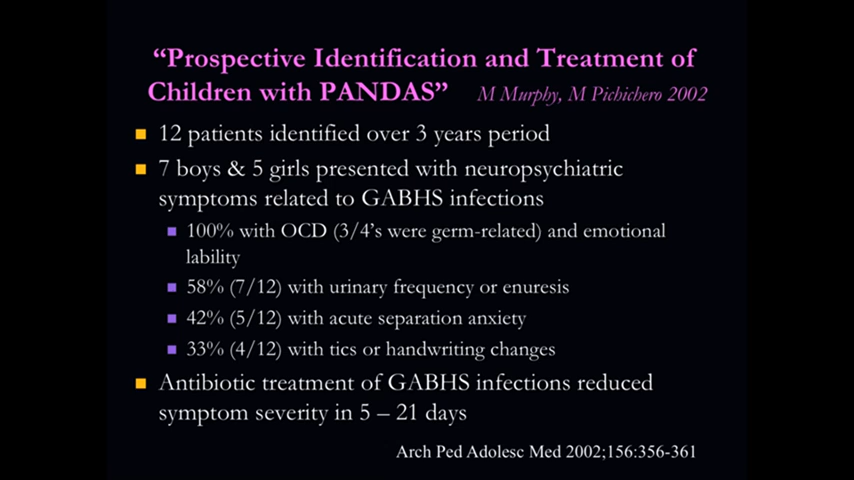 “Prospective Identification and Treatment of
Children with PANDAS” M Murphy, M Pichichero 2002
12 patients identified over 3 years period
7 boys & 5 girls presented with neuropsychiatric
symptoms related to GABHS infections
100% with OCD (3/4’s were germ-related) and emotional
lability
58% (7/12) with urinary frequency or enuresis
42% (5/12) with acute separation anxiety
33% (4/12) with tics or handwriting changes
Antibiotic treatment of GABHS infections reduced
symptom severity in 5 – 21 days
Arch Ped Adolesc Med 2002;156:356-361